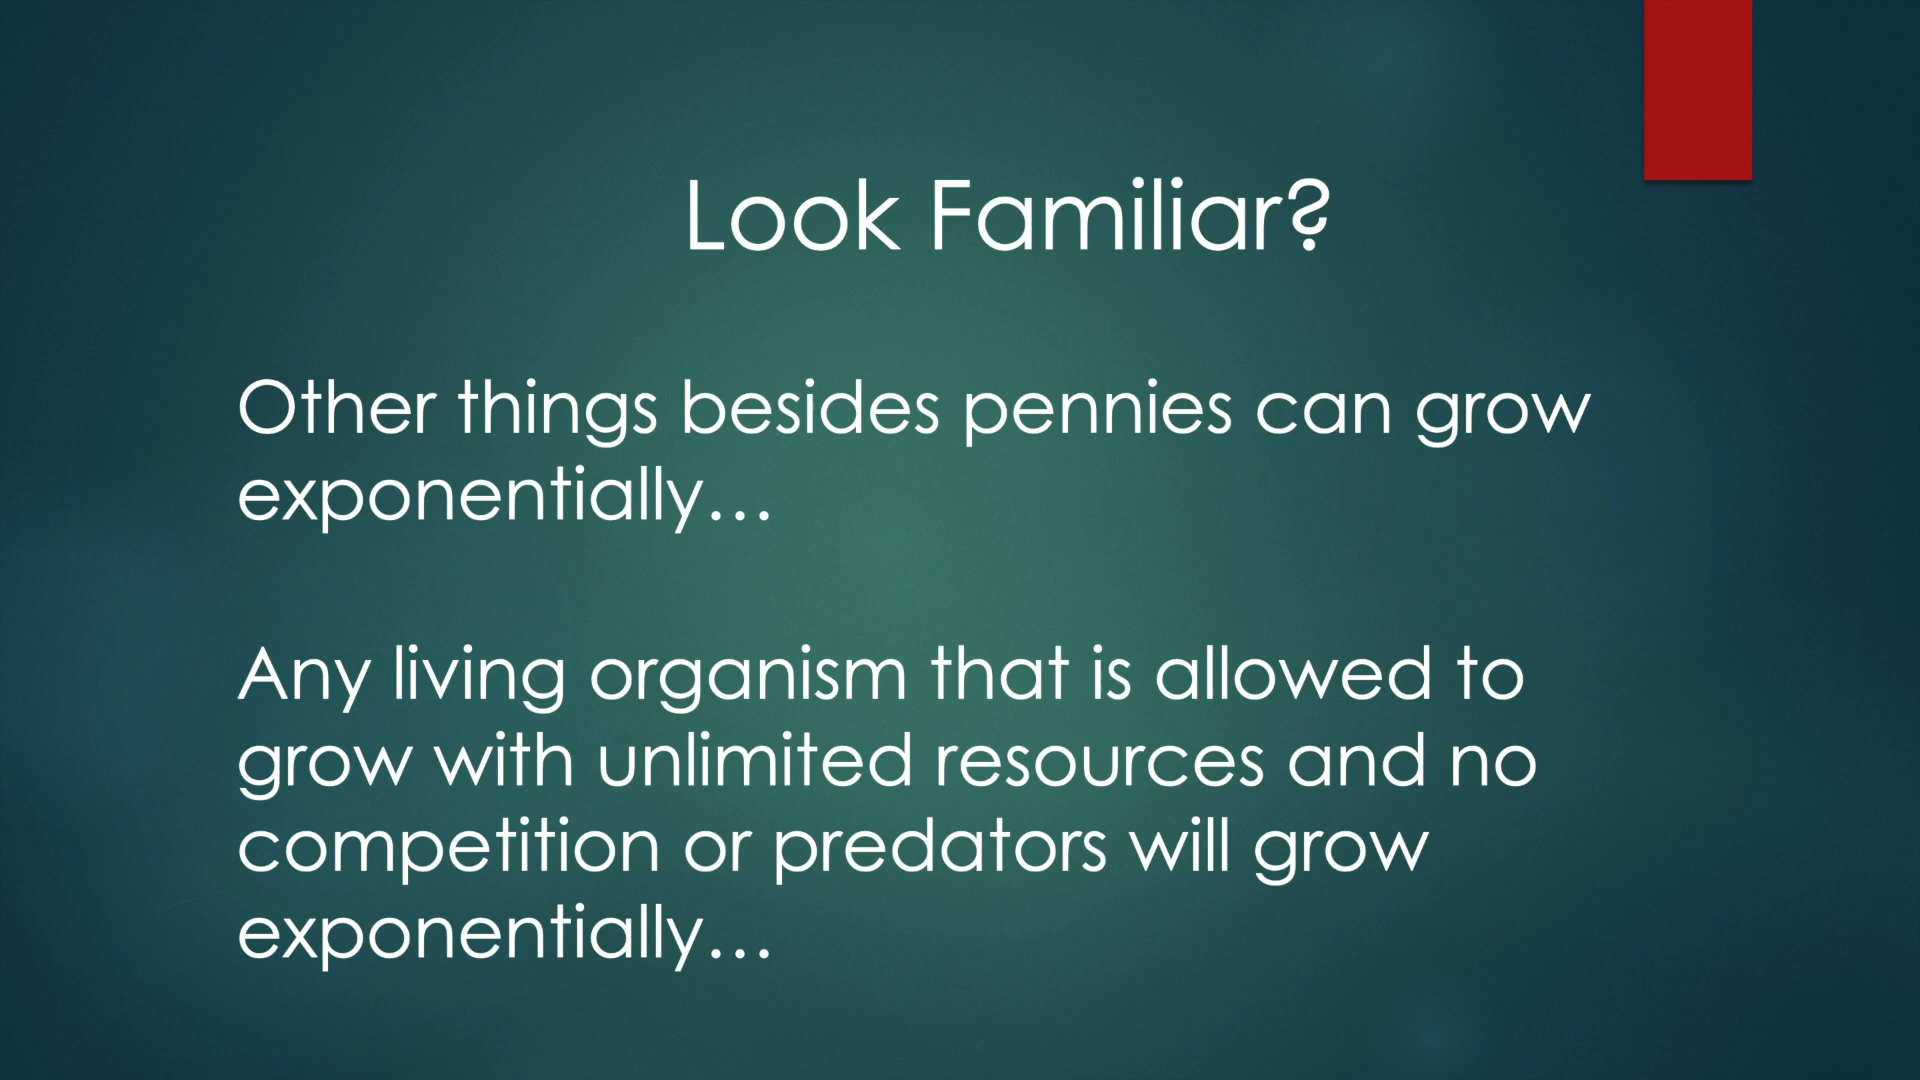 Look Familiar?
Other things besides pennies can grow
exponentially…
Any living organism that is allowed to
grow with unlimited resources and no
competition or predators will grow
exponentially…